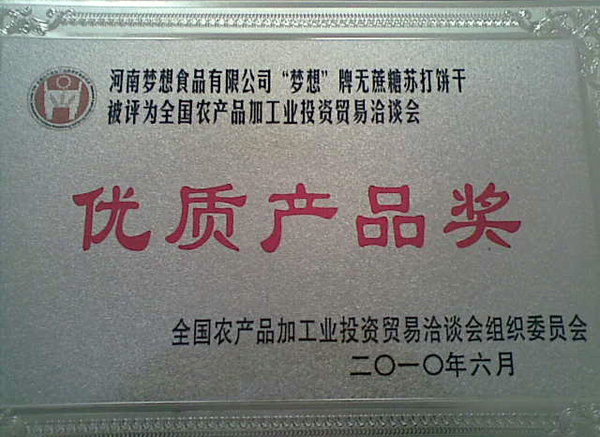 河南梦想食品有限公司“梦想”牌无蔗糖苏打饼干
被评为全国农产品加工业投资贸易洽谈会
优质产品奖
全国农产品加工业投资贸易洽谈会组织委员会
二〇一〇年六月